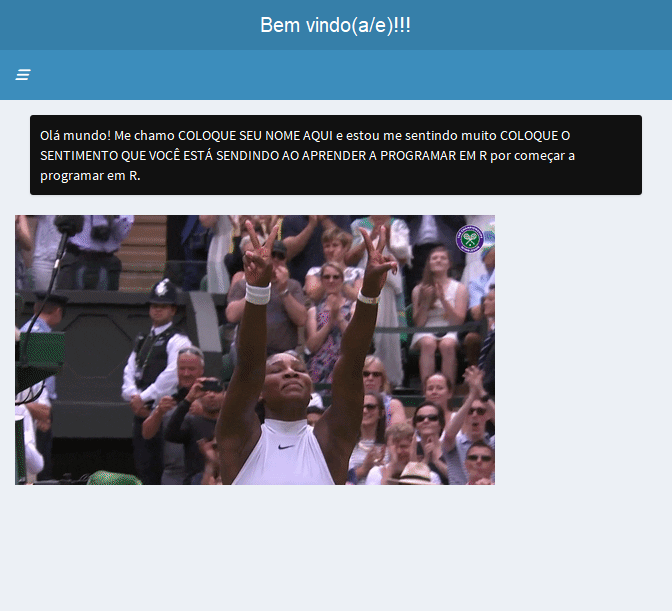 Bem vindo(a/e)!!!
Olá mundo! Me chamo COLOQUE SEU NOME AQUI e estou me sentindo muito COLOQUE O
SENTIMENTO QUE VOCÊ ESTÁ SENDINDO AO APRENDER A PROGRAMAR EM R por começar a
programar em R.